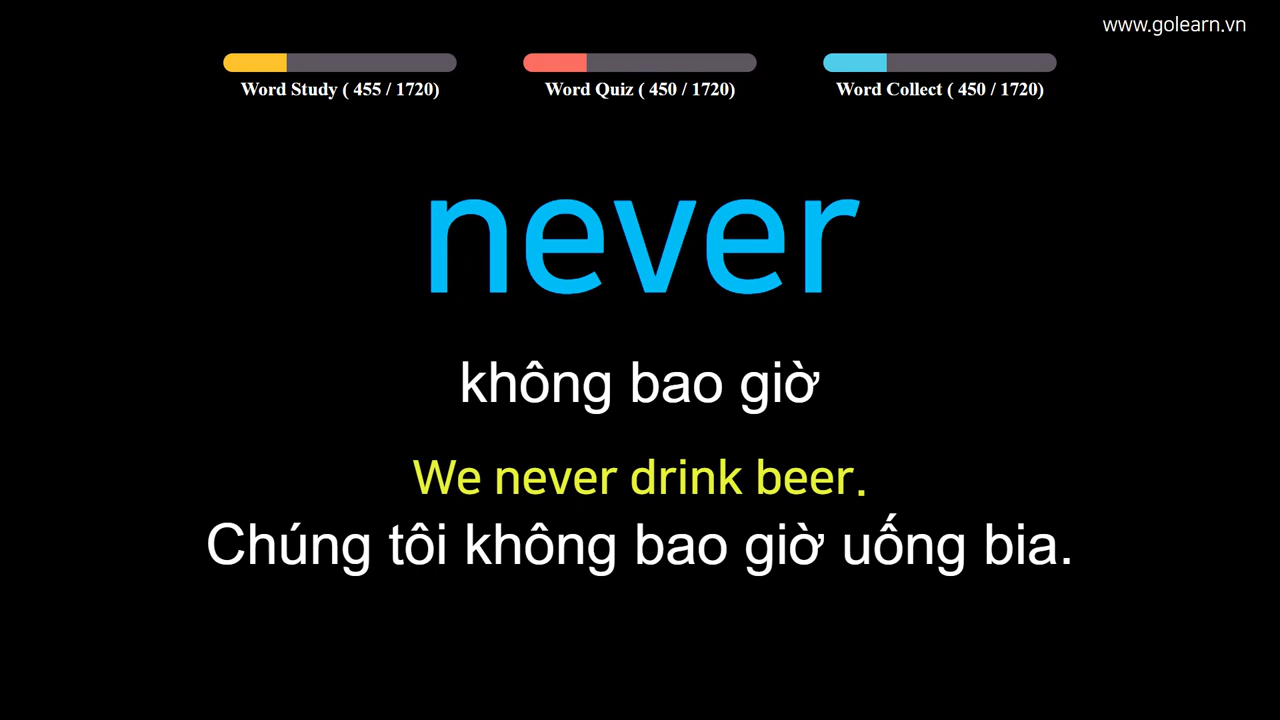 www.golearn.vn
Word Study ( 455 / 1720)
Word Quiz ( 450 / 1720)
Word Collect ( 450 / 1720)
never
không bao giờ
We never drink beer.
Chúng tôi không bao giờ uống bia.